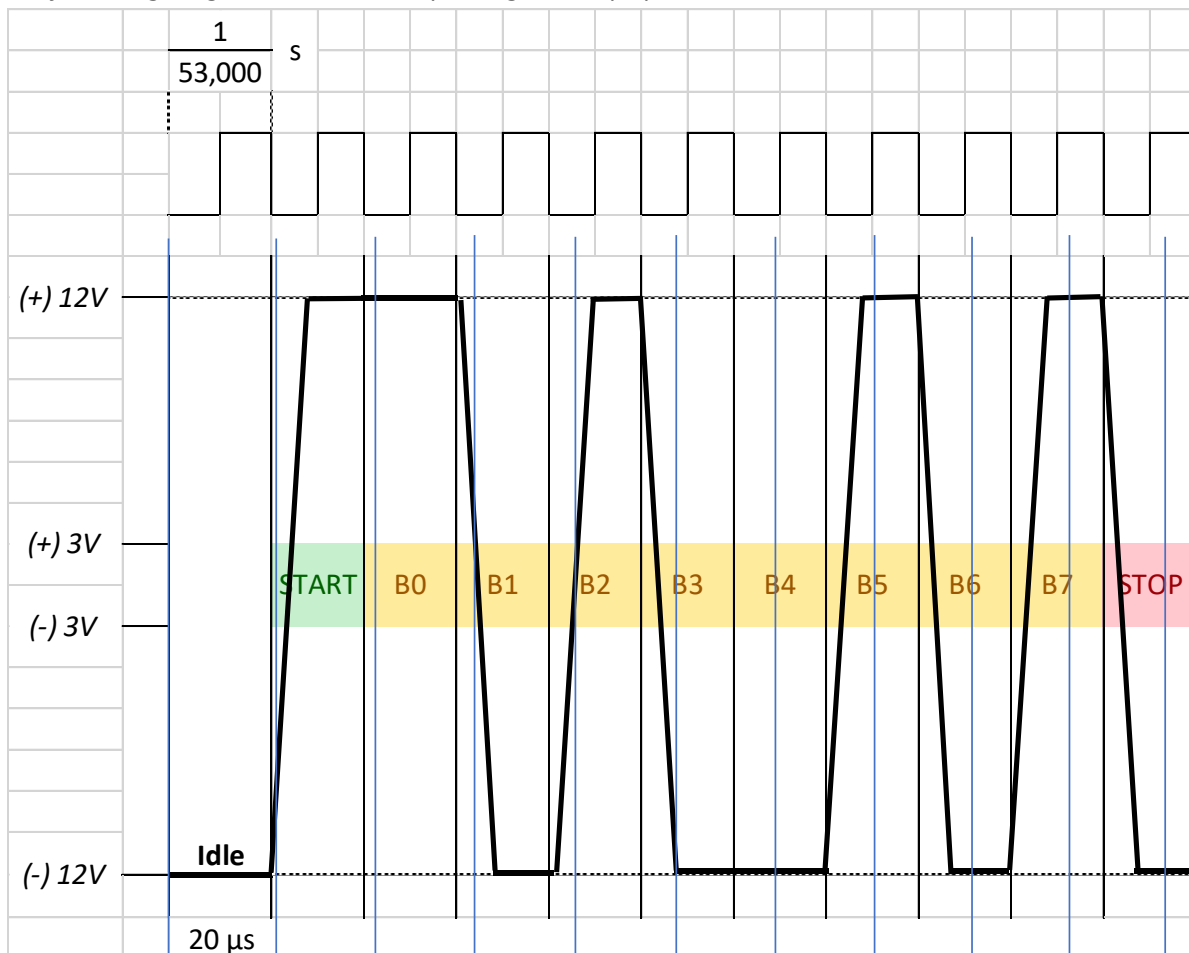 1
s
53,000
(+) 12V
(+) 3V
START B0 B1 B2 B3 B4 B5 B6 B7 STOP
(-) 3V
Idle
(-) 12V
20 µs